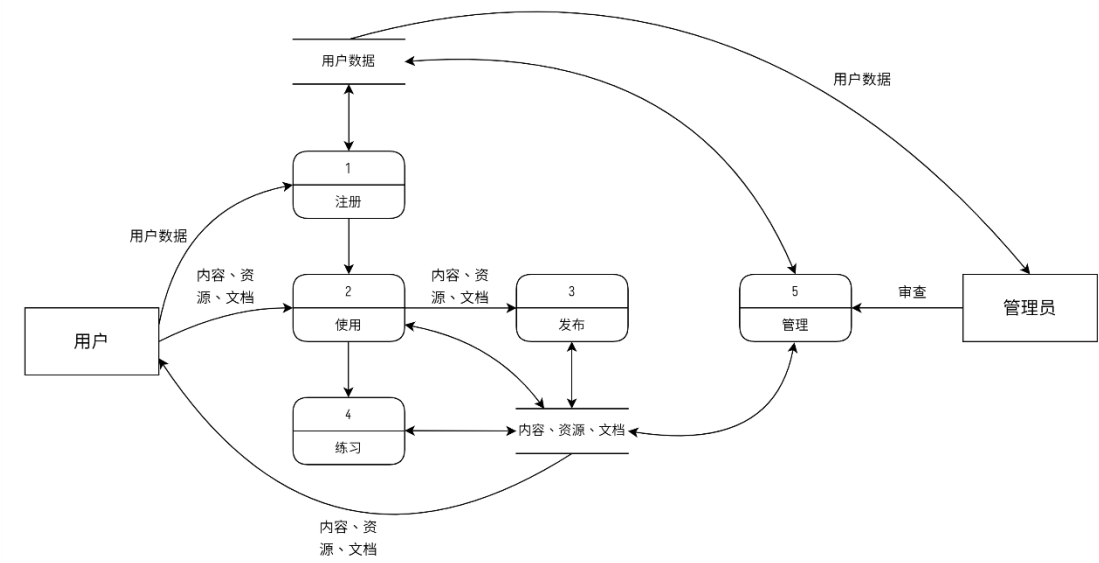 用户数据
用户数据
1
注册
用户数据
内容、资
源、文档
内容、资
源、文档
2
使用
3
发布
5
管理
审查
管理员
用户
4
练习
内容、资源、文档
内容、资
源、文档